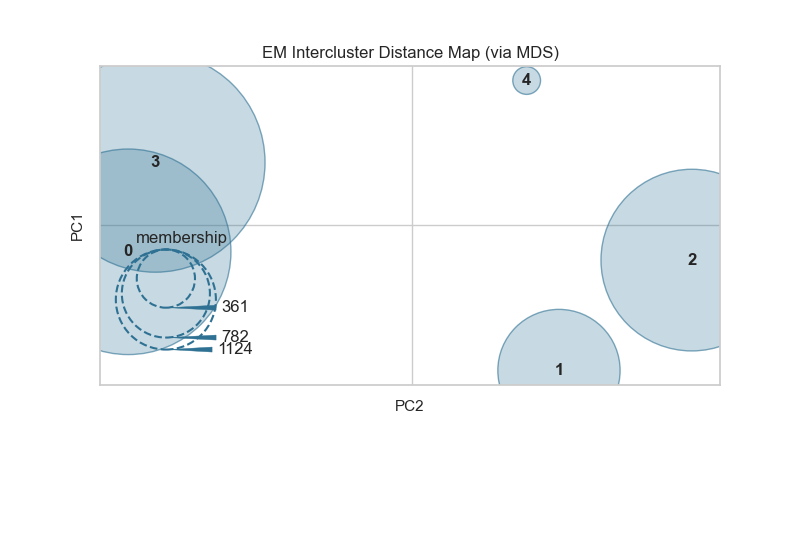 EM Intercluster Distance Map (via MDS)
4
3
PC1
membership
0
2
361
782
1124
1
PC2